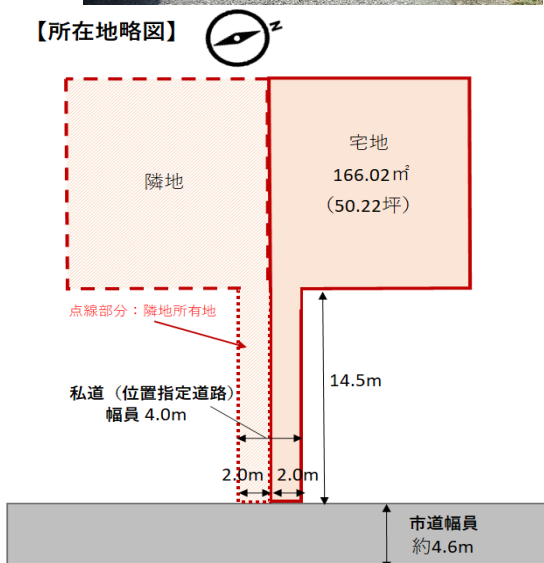 【所在地略図】
N
宅地
166.02㎡
（50.22坪）
隣地
点線部分：隣地所有地
14.5m
私道（位置指定道路）
幅員 4.0m
2.0m
2.0m
市道幅員
約4.6m